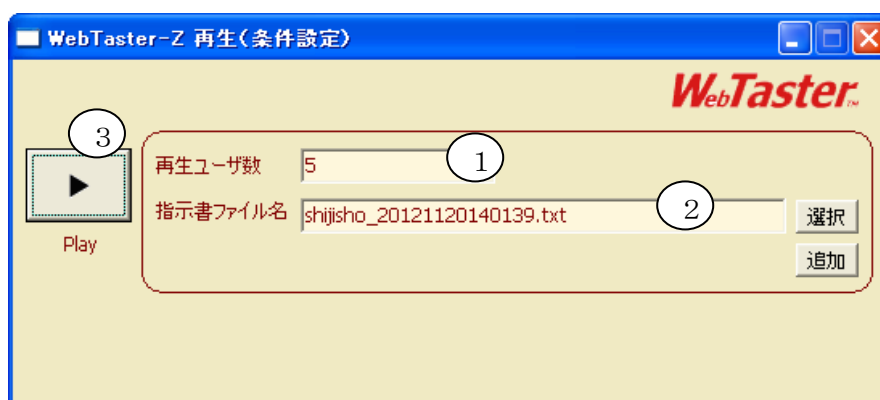 WebTaster-Z 再生(条件設定)
WebTaster™
3
再生ユーザ数 5 1
指示書ファイル名 shijisho_20121120140139.txt 2 選択
Play
追加